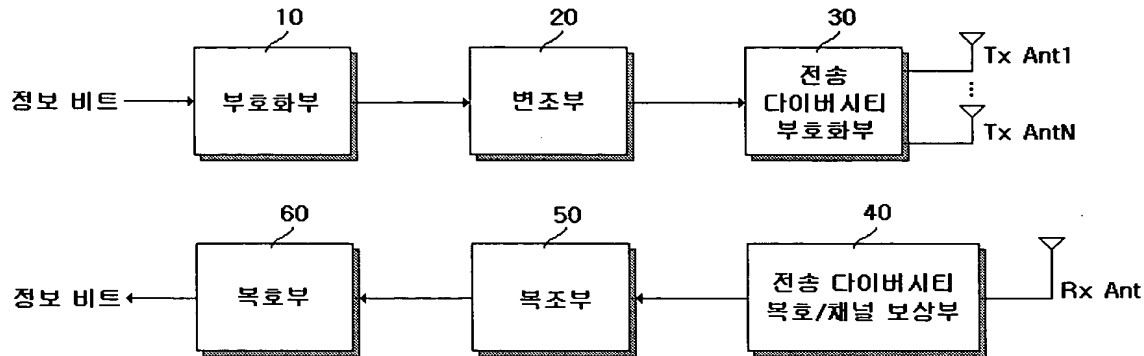 10
20
30
정보 비트
부호화부
변조부
전송
다이버시티
부호화부
Tx Ant1
Tx AntN
60
50
40
정보 비트
복호부
복조부
전송 다이버시티
복호/채널 보상부
Rx Ant